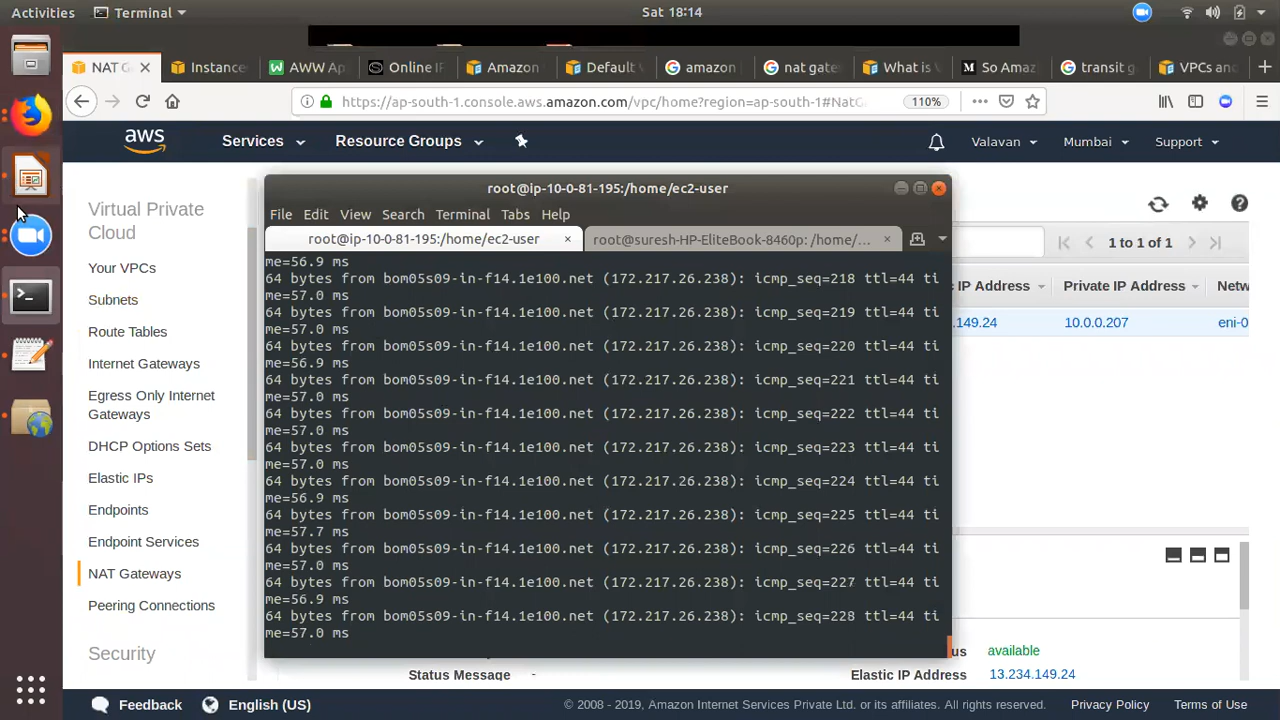 Activities
Terminal
Sat 18:14
NAT G
Instance
AWW Ap
Online IP
Amazon
Default V
amazon
nat gate
What is V
So Amaz
transit g
VPCs and
https://ap-south-1.console.aws.amazon.com/vpc/home?region=ap-south-1#NatG
110%
aws
Services
Resource Groups
Valavan
Mumbai
Support
Virtual Private
Cloud
Your VPCs
Subnets
Route Tables
Internet Gateways
Egress Only Internet
Gateways
DHCP Options Sets
Elastic IPs
Endpoints
Endpoint Services
NAT Gateways
Peering Connections
Security
root@ip-10-0-81-195:/home/ec2-user
File Edit View Search Terminal Tabs Help
root@ip-10-0-81-195:/home/ec2-user
root@suresh-HP-EliteBook-8460p: /home/...
me=56.9 ms
64 bytes from bom05s09-in-f14.1e100.net (172.217.26.238): icmp_seq=218 ttl=44 ti
me=57.0 ms
64 bytes from bom05s09-in-f14.1e100.net (172.217.26.238): icmp_seq=219 ttl=44 ti
me=57.0 ms
64 bytes from bom05s09-in-f14.1e100.net (172.217.26.238): icmp_seq=220 ttl=44 ti
me=56.9 ms
64 bytes from bom05s09-in-f14.1e100.net (172.217.26.238): icmp_seq=221 ttl=44 ti
me=57.0 ms
64 bytes from bom05s09-in-f14.1e100.net (172.217.26.238): icmp_seq=222 ttl=44 ti
me=57.0 ms
64 bytes from bom05s09-in-f14.1e100.net (172.217.26.238): icmp_seq=223 ttl=44 ti
me=57.0 ms
64 bytes from bom05s09-in-f14.1e100.net (172.217.26.238): icmp_seq=224 ttl=44 ti
me=56.9 ms
64 bytes from bom05s09-in-f14.1e100.net (172.217.26.238): icmp_seq=225 ttl=44 ti
me=57.7 ms
64 bytes from bom05s09-in-f14.1e100.net (172.217.26.238): icmp_seq=226 ttl=44 ti
me=57.0 ms
64 bytes from bom05s09-in-f14.1e100.net (172.217.26.238): icmp_seq=227 ttl=44 ti
me=56.9 ms
64 bytes from bom05s09-in-f14.1e100.net (172.217.26.238): icmp_seq=228 ttl=44 ti
me=57.0 ms
1 to 1 of 1
ic IP Address
Private IP Address
Netw
.149.24
10.0.0.207
eni-0
us
available
Status Message
-
Elastic IP Address
13.234.149.24
Feedback
English (US)
© 2008 - 2019, Amazon Internet Services Private Ltd. or its affiliates. All rights reserved.
Privacy Policy
Terms of Use